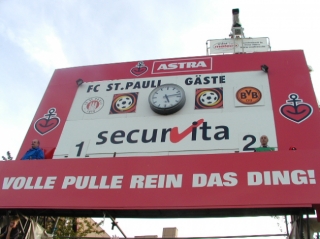 ASTRA
FC ST. PAULI GÄSTE
BVB
securvita
1 2
VOLLE PULLE REIN DAS DING!